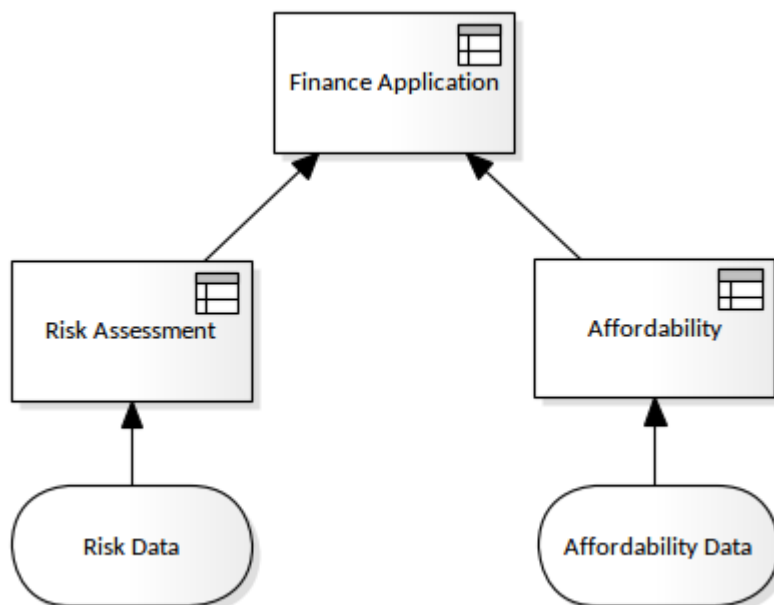 Finance Application
Risk Assessment
Affordability
Risk Data
Affordability Data